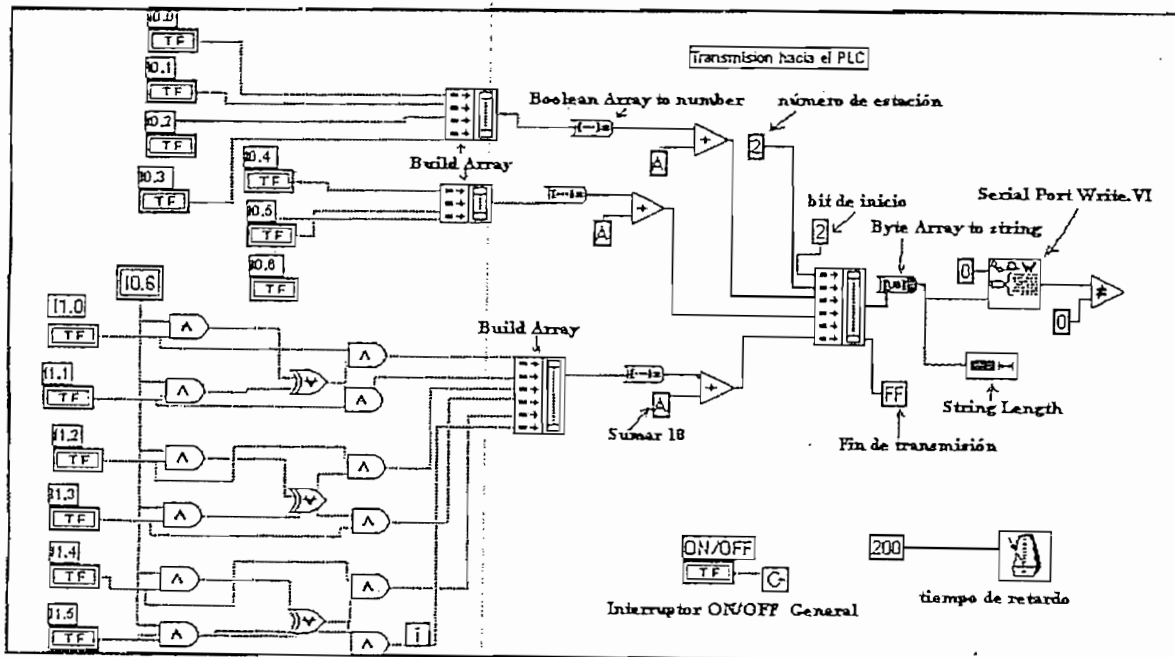 I0.0
TF
I0.1
TF
I0.2
TF
I0.3
TF
I0.4
TF
I0.5
TF
I0.6
TF
Build Array
Boolean Array to number
Transmision hacia el PLC
número de estación
2
A
A
bit de inicio
2
Byte Array to string
Serial Port Write.VI
0
0
I0.6
I1.0
TF
I1.1
TF
I1.2
TF
I1.3
TF
I1.4
TF
I1.5
TF
Build Array
A
Sumar 18
FF
Fin de transmisión
String Length
i
ON/OFF
TF
Interruptor ON/OFF General
200
tiempo de retardo